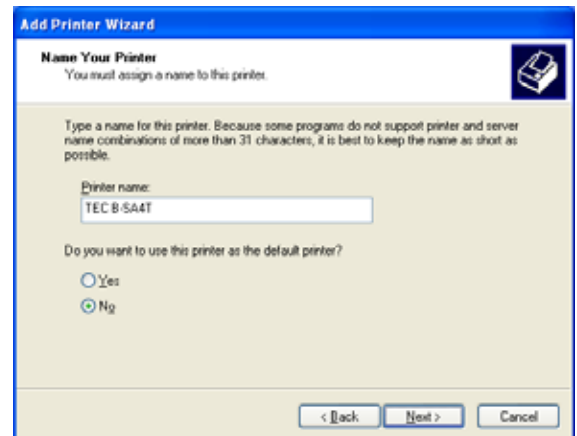 Add Printer Wizard
Name Your Printer
You must assign a name to this printer.
Type a name for this printer. Because some programs do not support printer and server
name combinations of more than 31 characters, it is best to keep the name as short as
possible.
Printer name:
TEC B-SA4T
Do you want to use this printer as the default printer?
Yes
No
< Back
Next >
Cancel